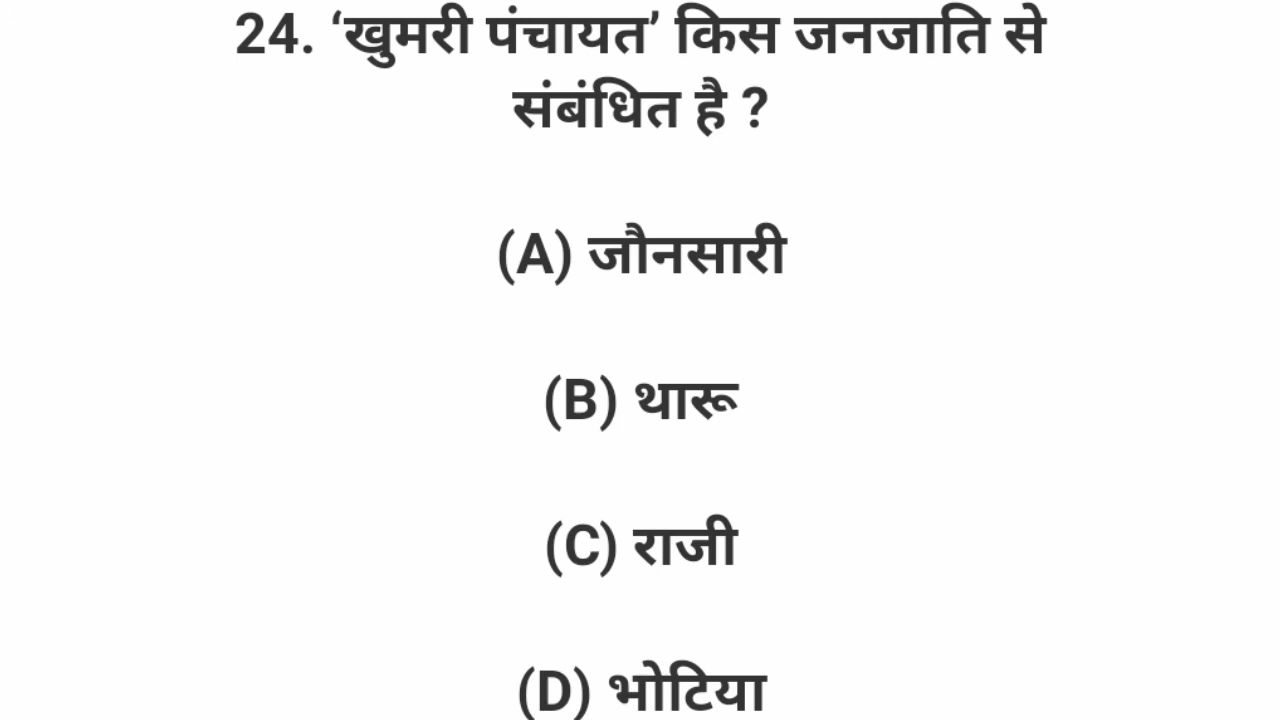 24. ‘खुमरी पंचायत’ किस जनजाति से
संबंधित है ?
(A) जौनसारी
(B) थारू
(C) राजी
(D) भोटिया